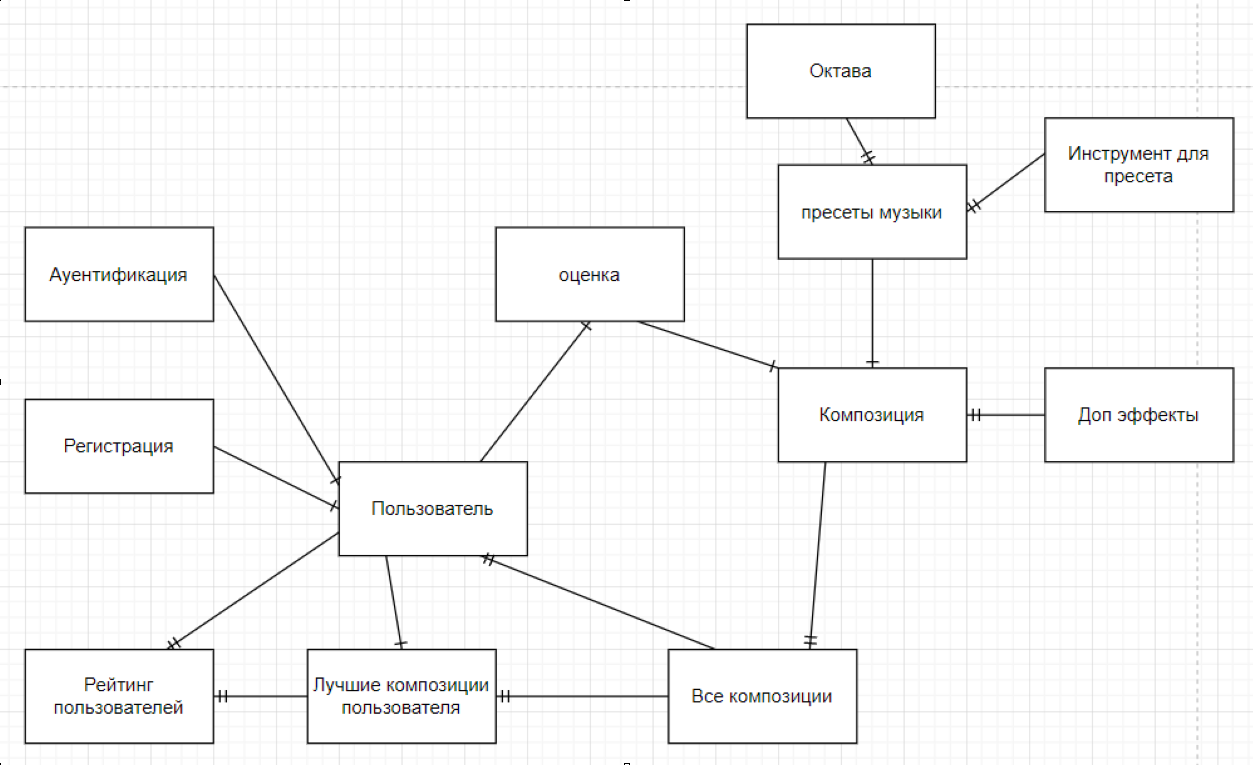 Октава
Инструмент для
пресета
пресеты музыки
Ауентификация
оценка
Композиция
Доп эффекты
Регистрация
Пользователь
Рейтинг
пользователей
Лучшие композиции
пользователя
Все композиции